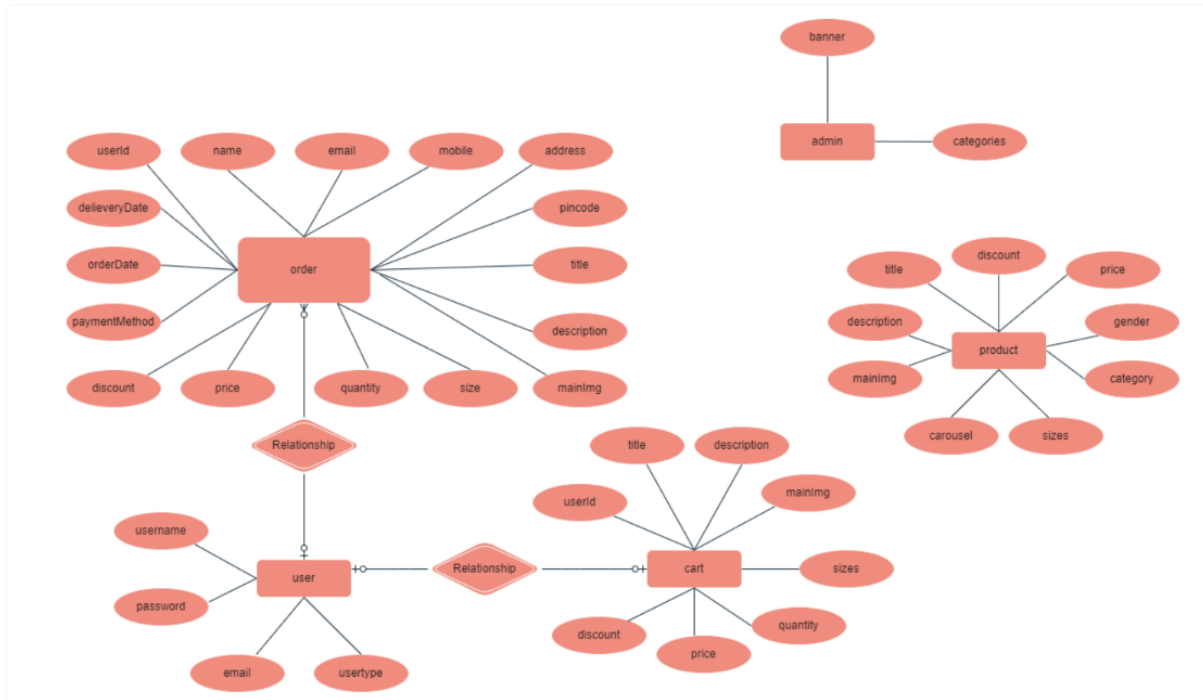 banner
admin
categories
userId
name
email
mobile
address
delieveryDate
pincode
orderDate
order
title
paymentMethod
description
discount
price
quantity
size
mainImg
title
discount
price
description
gender
product
mainImg
category
carousel
sizes
Relationship
title
description
userId
mainImg
username
Relationship
cart
sizes
user
password
discount
quantity
price
email
usertype